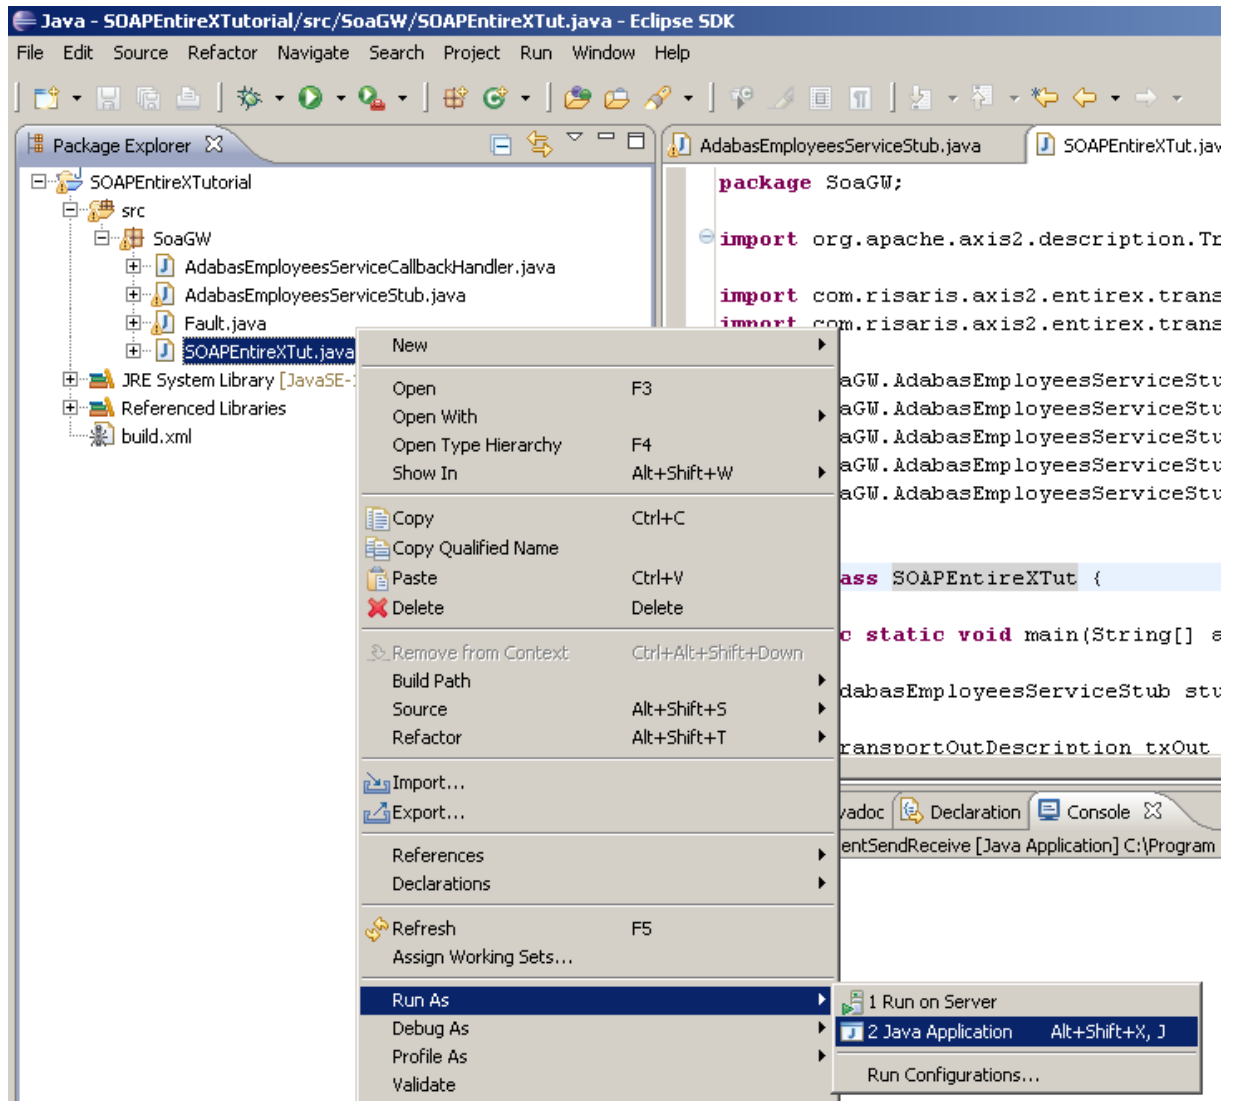 Java - SOAPEntireXTutorial/src/SoaGW/SOAPEntireXTut.java - Eclipse SDK
File Edit Source Refactor Navigate Search Project Run Window Help
Package Explorer
SOAPEntireXTutorial
src
SoaGW
AdabasEmployeesServiceCallbackHandler.java
AdabasEmployeesServiceStub.java
Fault.java
SOAPEntireXTut.java
JRE System Library [JavaSE-1
Referenced Libraries
build.xml
AdabasEmployeesServiceStub.java
SOAPEntireXTut.jav
package SoaGW;
import org.apache.axis2.description.Tr
import com.risaris.axis2.entirex.trans
import com.risaris.axis2.entirex.trans
aGW.AdabasEmployeesServiceStu
aGW.AdabasEmployeesServiceStu
aGW.AdabasEmployeesServiceStu
aGW.AdabasEmployeesServiceStu
aGW.AdabasEmployeesServiceStu
ass SOAPEntireXTut {
c static void main(String[] a
dabasEmployeesServiceStub stu
ransportOutDescription txOut
New
Open F3
Open With
Open Type Hierarchy F4
Show In Alt+Shift+W
Copy Ctrl+C
Copy Qualified Name
Paste Ctrl+V
Delete Delete
Remove from Context Ctrl+Alt+Shift+Down
Build Path
Source Alt+Shift+S
Refactor Alt+Shift+T
Import...
Export...
References
Declarations
Refresh F5
Assign Working Sets...
Run As
Debug As
Profile As
Validate
vadoc Declaration Console
entSendReceive [Java Application] C:\Program
1 Run on Server
2 Java Application Alt+Shift+X, J
Run Configurations...